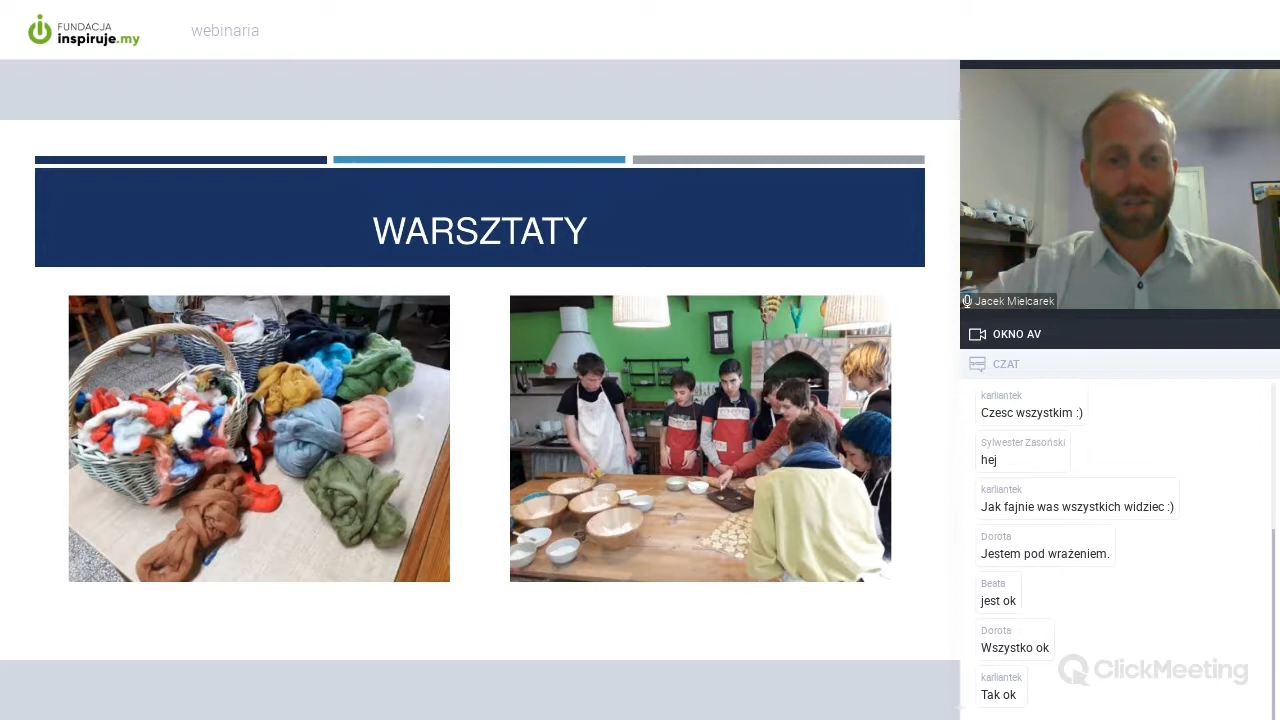 FUNDACJA
inspiruje.my
webinaria
WARSZTATY
Jacek Mielcarek
OKNO AV
CZAT
karliantek
Czesc wszystkim :)
Sylwester Zasoński
hej
karliantek
Jak fajnie was wszystkich widziec :)
Dorota
Jestem pod wrażeniem.
Beata
jest ok
Dorota
Wszystko ok
karliantek
Tak ok
ClickMeeting